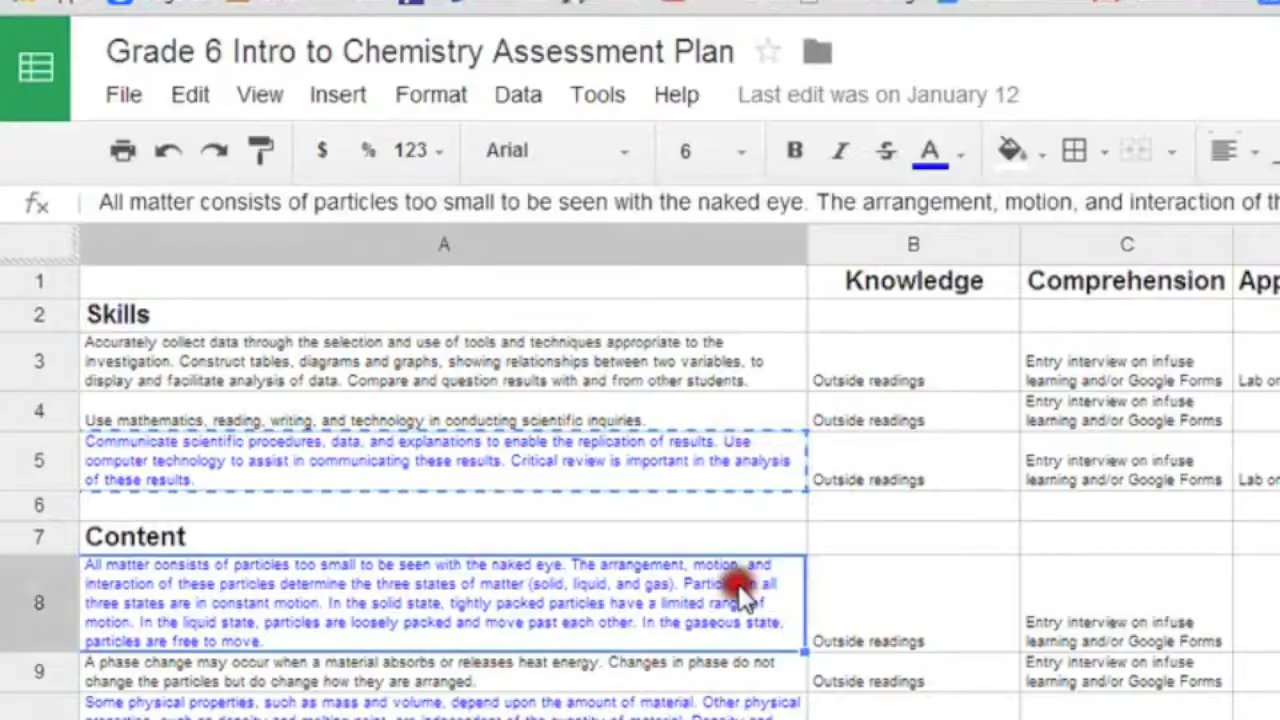 Grade 6 Intro to Chemistry Assessment Plan
File Edit View Insert Format Data Tools Help Last edit was on January 12
$ % 123 Arial 6 B I S A
fx All matter consists of particles too small to be seen with the naked eye. The arrangement, motion, and interaction of th
A B C
1 Knowledge Comprehension App
2 Skills
Accurately collect data through the selection and use of tools and techniques appropriate to the
3 investigation. Construct tables, diagrams and graphs, showing relationships between two variables, to Entry interview on infuse
display and facilitate analysis of data. Compare and question results with and from other students. Outside readings learning and/or Google Forms Lab or
Entry interview on infuse
4 Use mathematics, reading, writing, and technology in conducting scientific inquiries. Outside readings learning and/or Google Forms
Communicate scientific procedures, data, and explanations to enable the replication of results. Use
5 computer technology to assist in communicating these results. Critical review is important in the analysis Entry interview on infuse
of these results. Outside readings learning and/or Google Forms Lab or
6
7 Content
All matter consists of particles too small to be seen with the naked eye. The arrangement, motion, and
interaction of these particles determine the three states of matter (solid, liquid, and gas). all
8 three states are in constant motion. In the solid state, tightly packed particles have a limited range of
motion. In the liquid state, particles are loosely packed and move past each other. In the gaseous state, Entry interview on infuse
particles are free to move. Outside readings learning and/or Google Forms
9 A phase change may occur when a material absorbs or releases heat energy. Changes in phase do not Entry interview on infuse
change the particles but do change how they are arranged. Outside readings learning and/or Google Forms
Some physical properties, such as mass and volume, depend upon the amount of material. Other physical